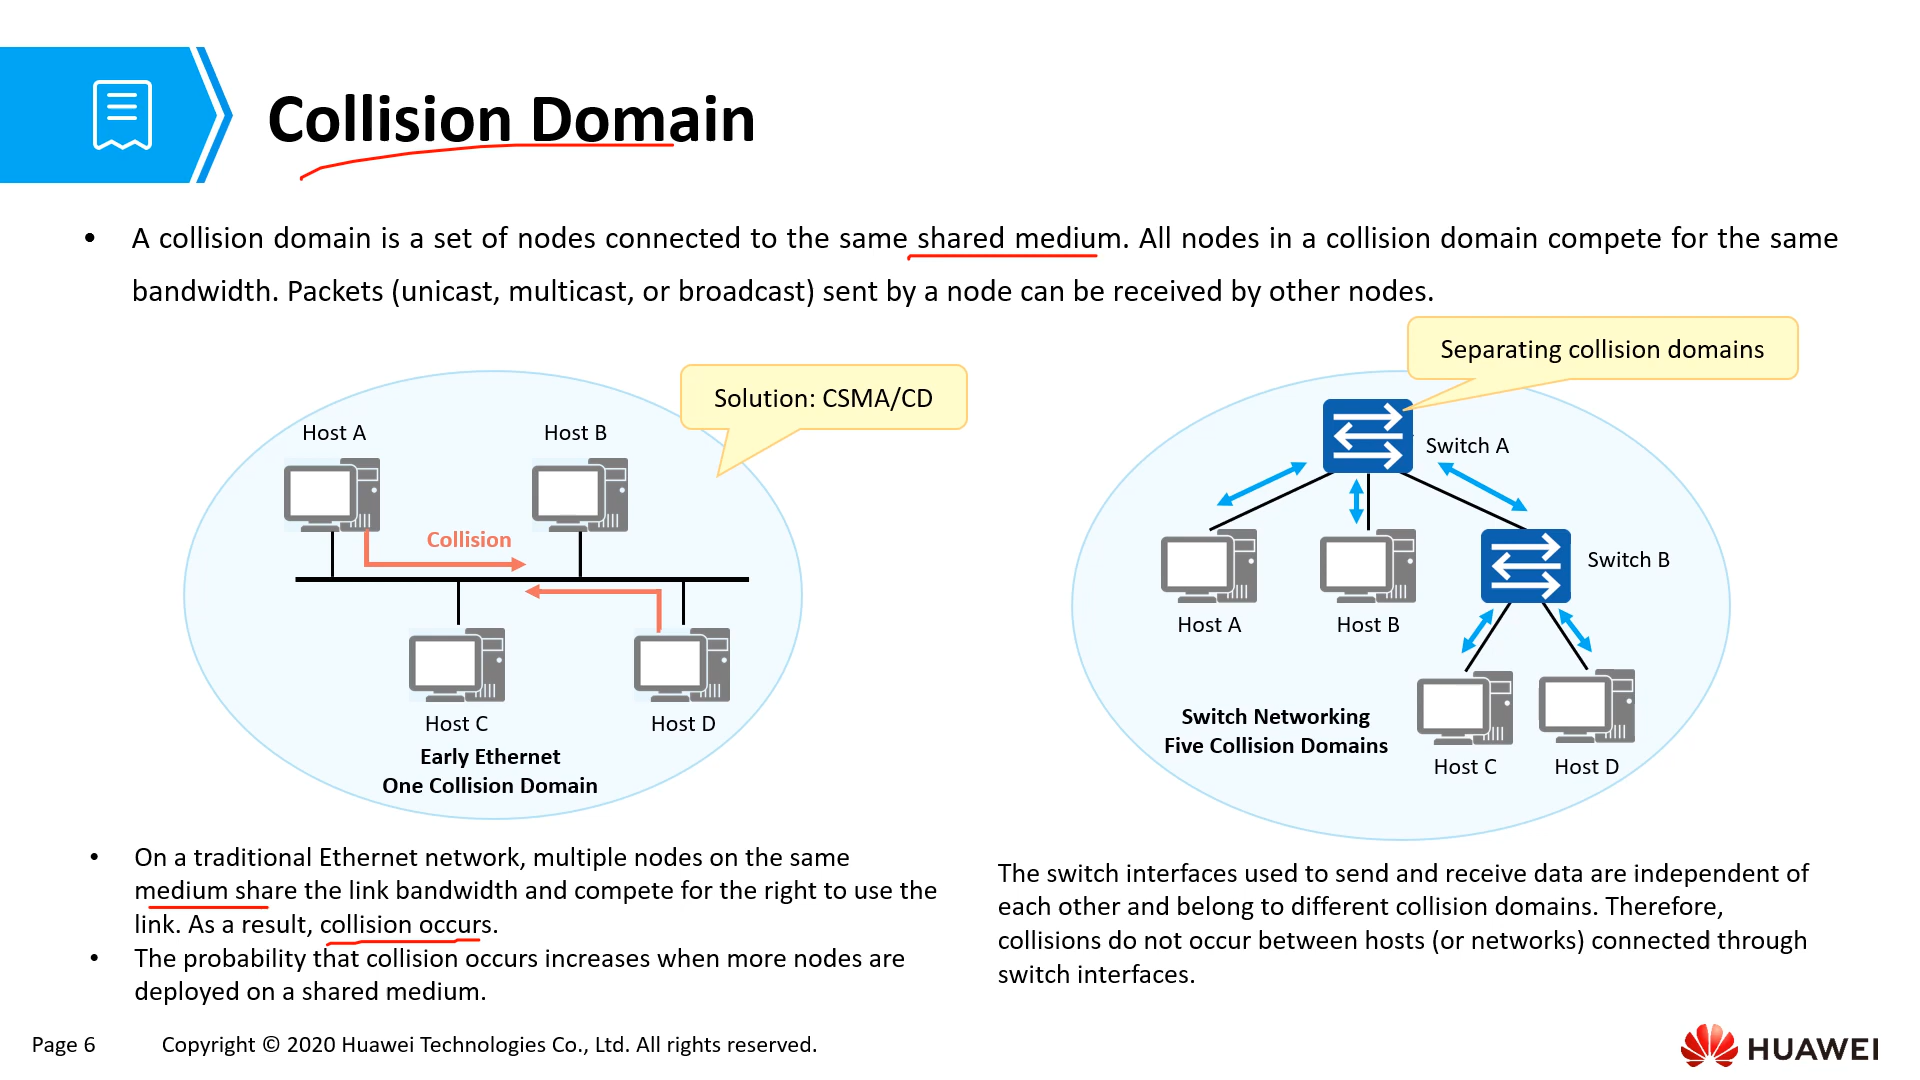 Collision Domain
• A collision domain is a set of nodes connected to the same shared medium. All nodes in a collision domain compete for the same
bandwidth. Packets (unicast, multicast, or broadcast) sent by a node can be received by other nodes.
Solution: CSMA/CD
Host A
Host B
Collision
Host C
Host D
Early Ethernet
One Collision Domain
Separating collision domains
Switch A
Switch B
Host A
Host B
Switch Networking
Five Collision Domains
Host C
Host D
• On a traditional Ethernet network, multiple nodes on the same
medium share the link bandwidth and compete for the right to use the
link. As a result, collision occurs.
• The probability that collision occurs increases when more nodes are
deployed on a shared medium.
The switch interfaces used to send and receive data are independent of
each other and belong to different collision domains. Therefore,
collisions do not occur between hosts (or networks) connected through
switch interfaces.
Page 6
Copyright © 2020 Huawei Technologies Co., Ltd. All rights reserved.
HUAWEI